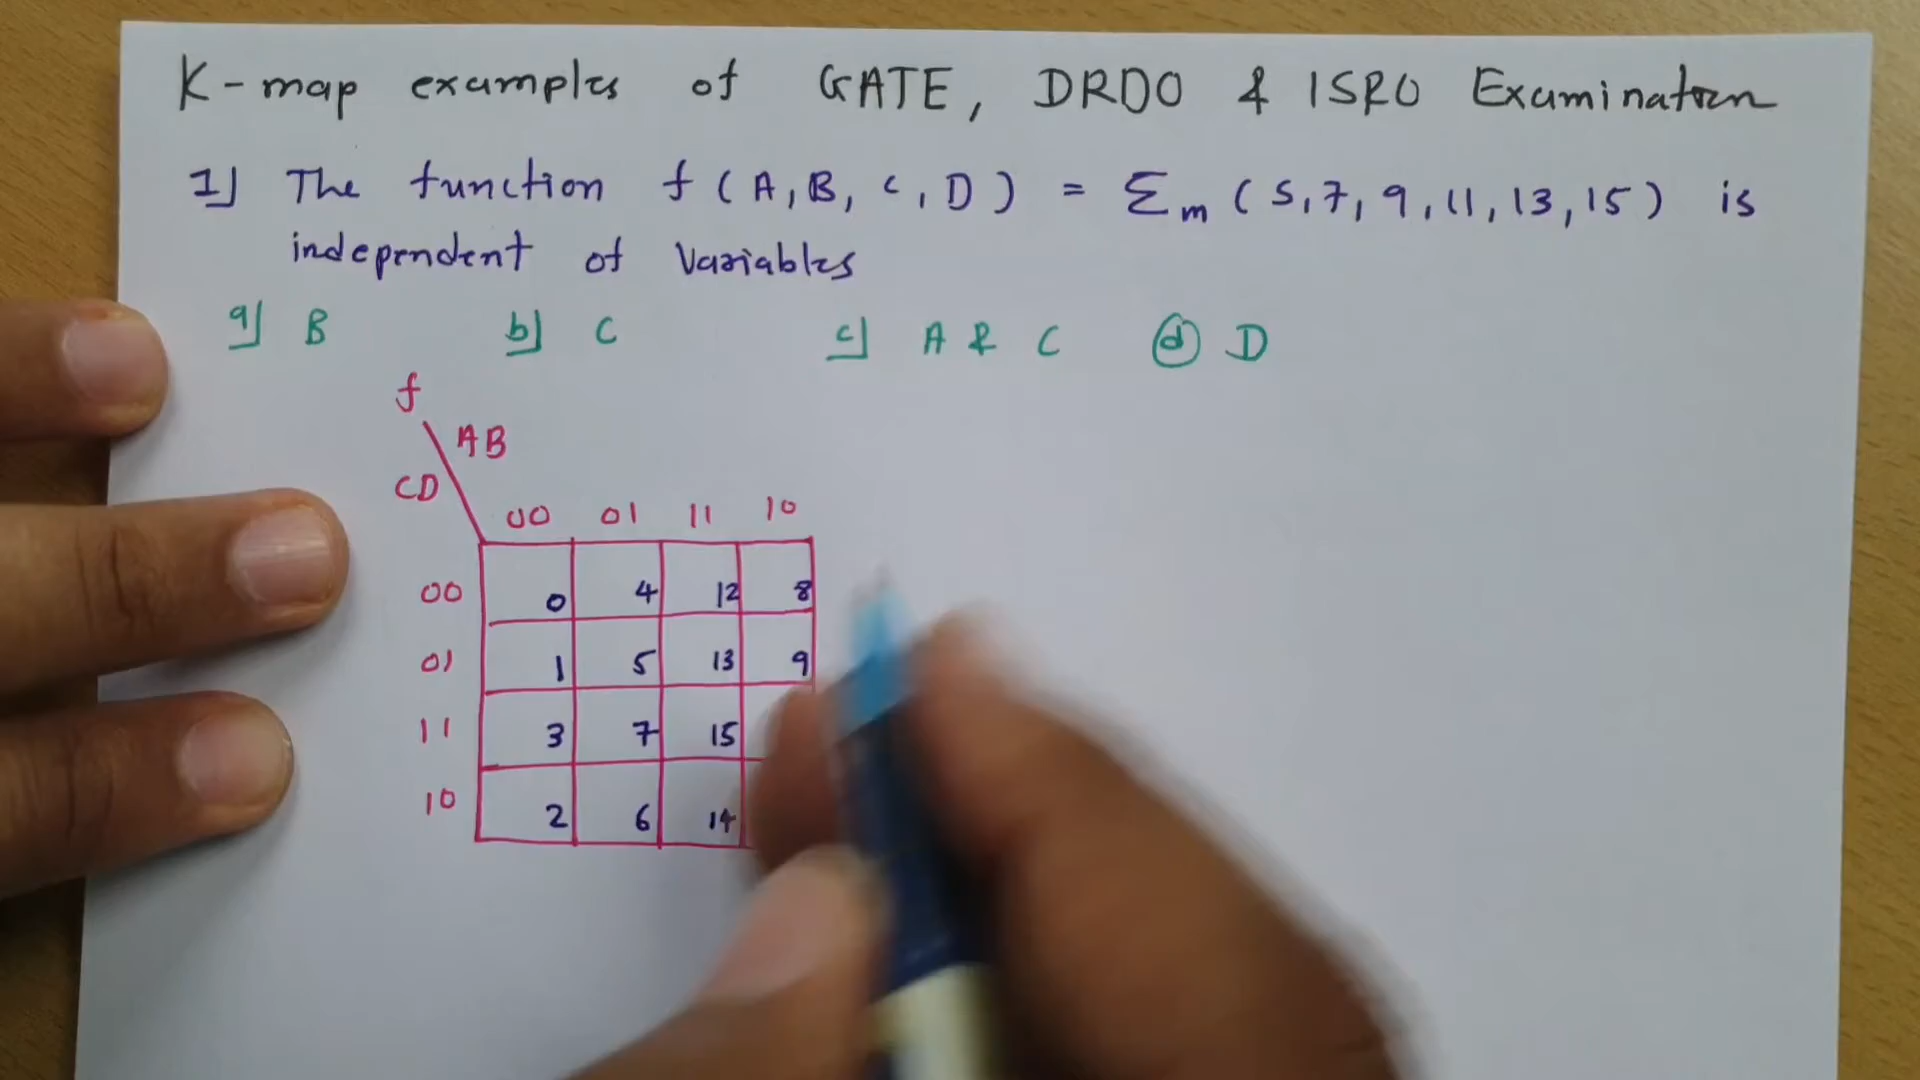 K-map examples of GATE, DRDO & ISRO Examination
1] The function f(A,B,C,D) = Σm(5,7,9,11,13,15) is
independent of Variables
a] B b] C c] A & C d D
f
AB
CD
00 01 11 10
00 0 4 12 8
01 1 5 13 9
11 3 7 15
10 2 6 14